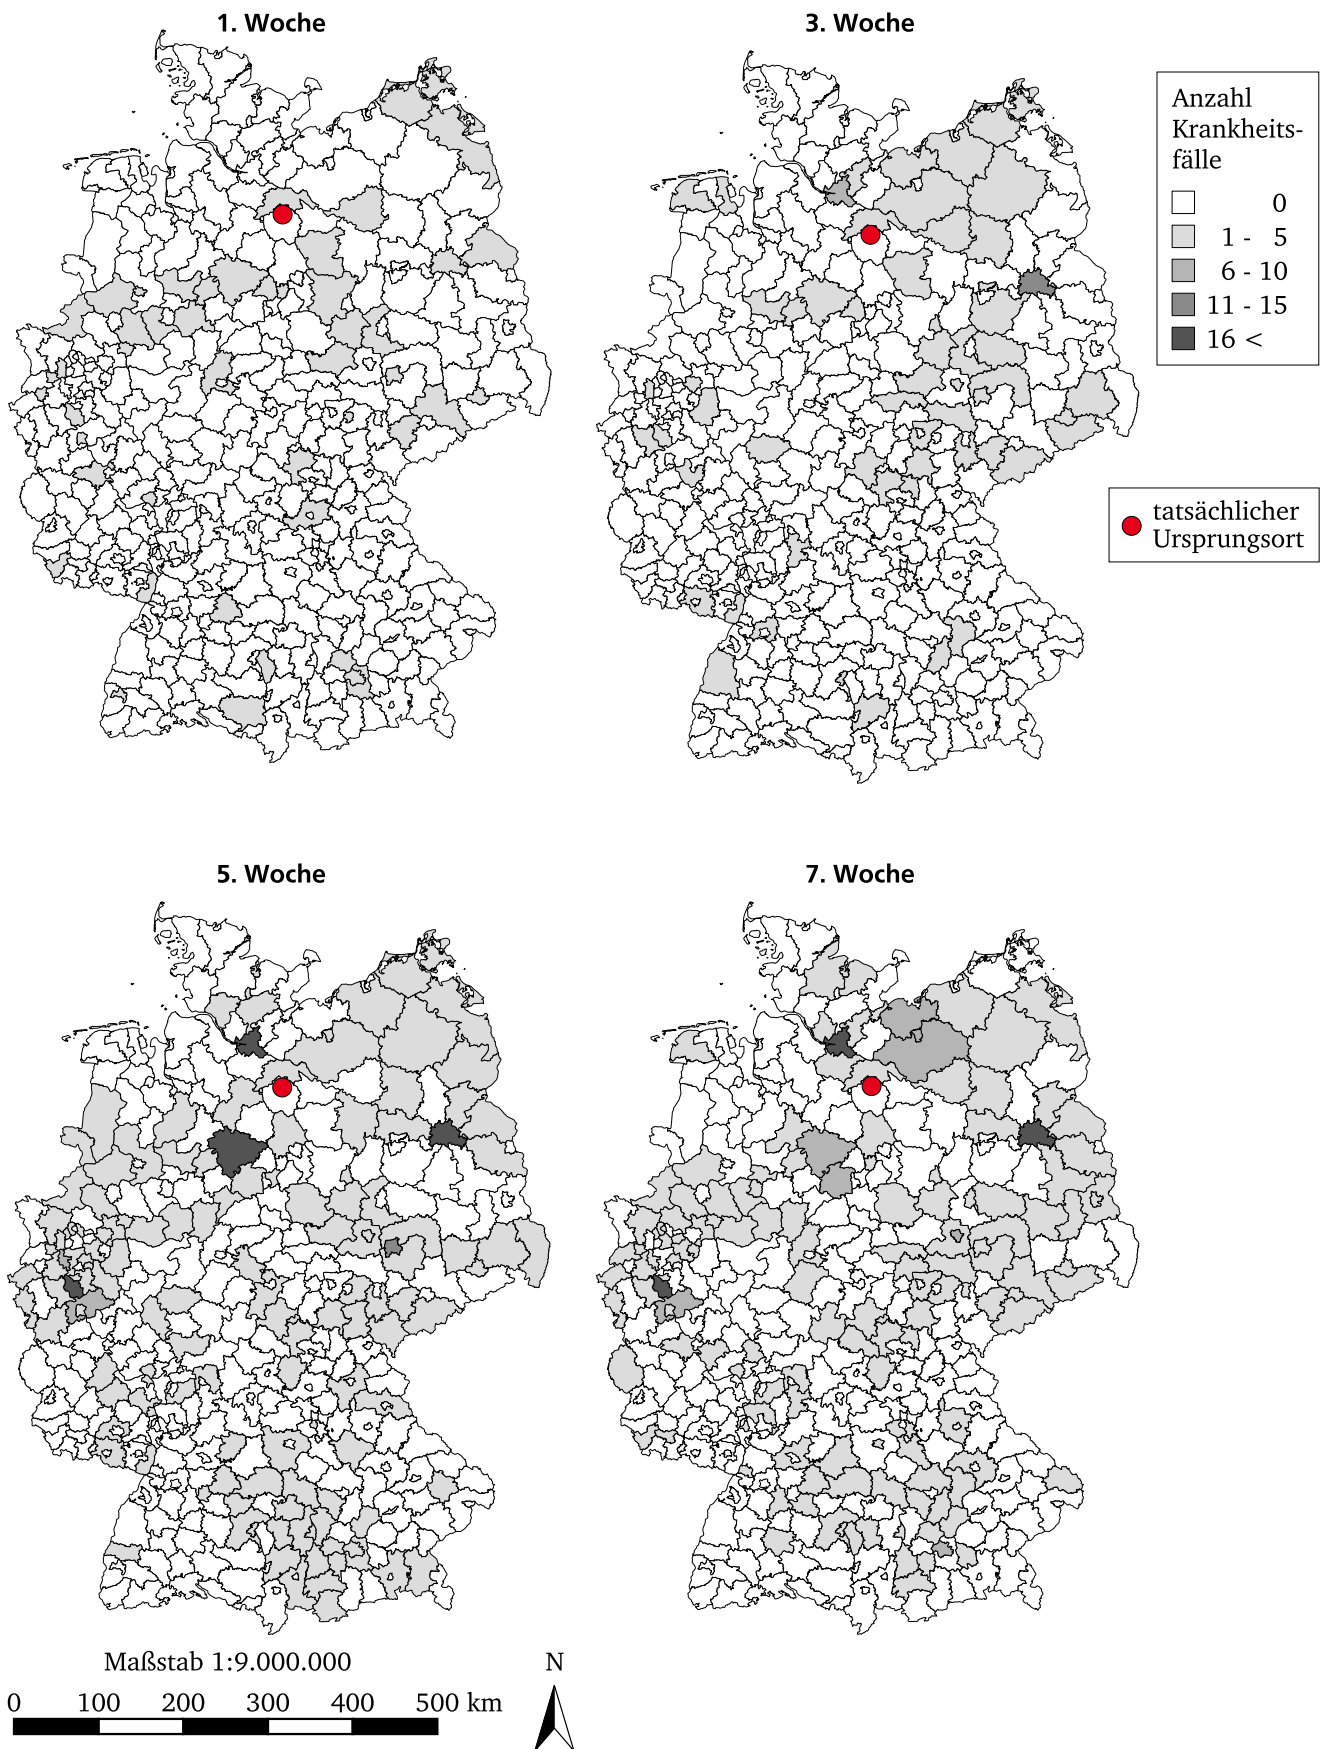 1. Woche
3. Woche
Anzahl
Krankheits-
fälle
0
1 - 5
6 - 10
11 - 15
16 <
tatsächlicher
Ursprungsort
5. Woche
7. Woche
Maßstab 1:9.000.000
N
0 100 200 300 400 500 km